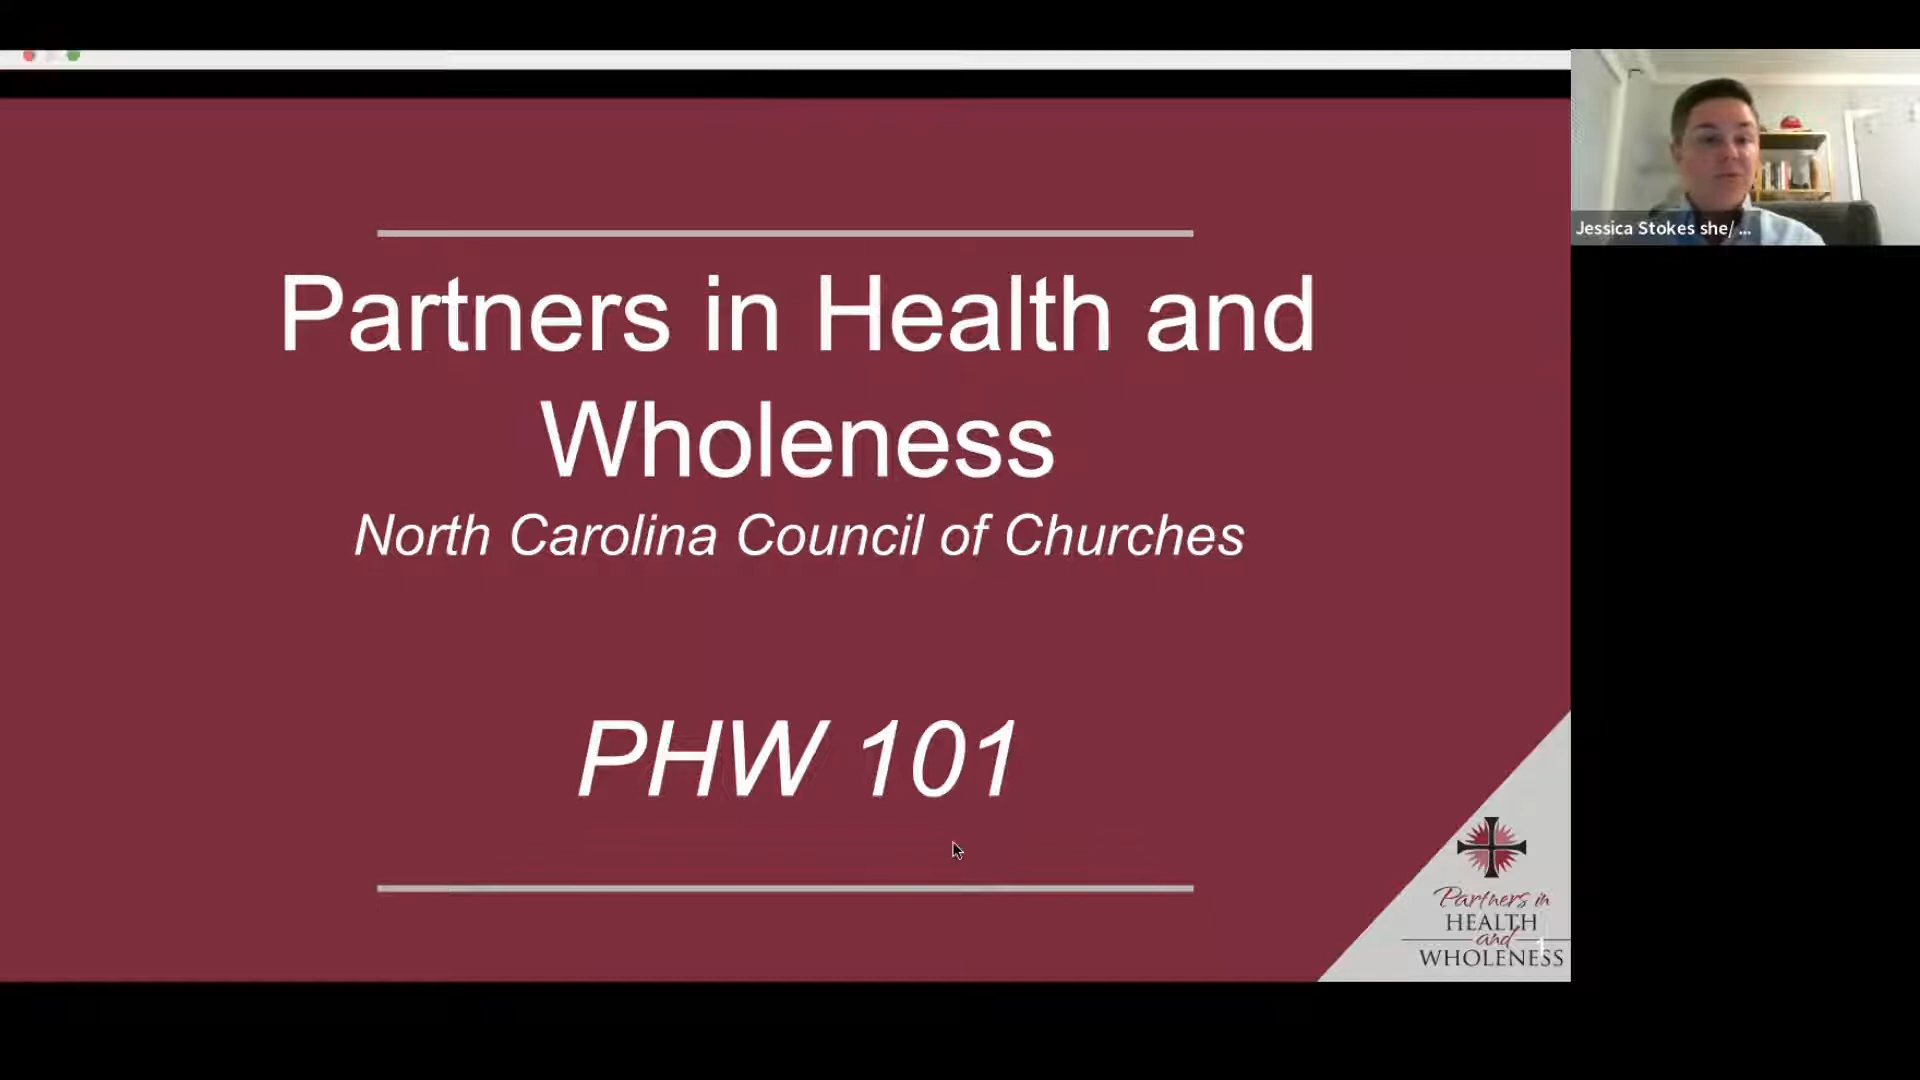 Partners in Health and
Wholeness
North Carolina Council of Churches
PHW 101
Jessica Stokes she/ ...
Partners in
HEALTH
and
WHOLENESS
1